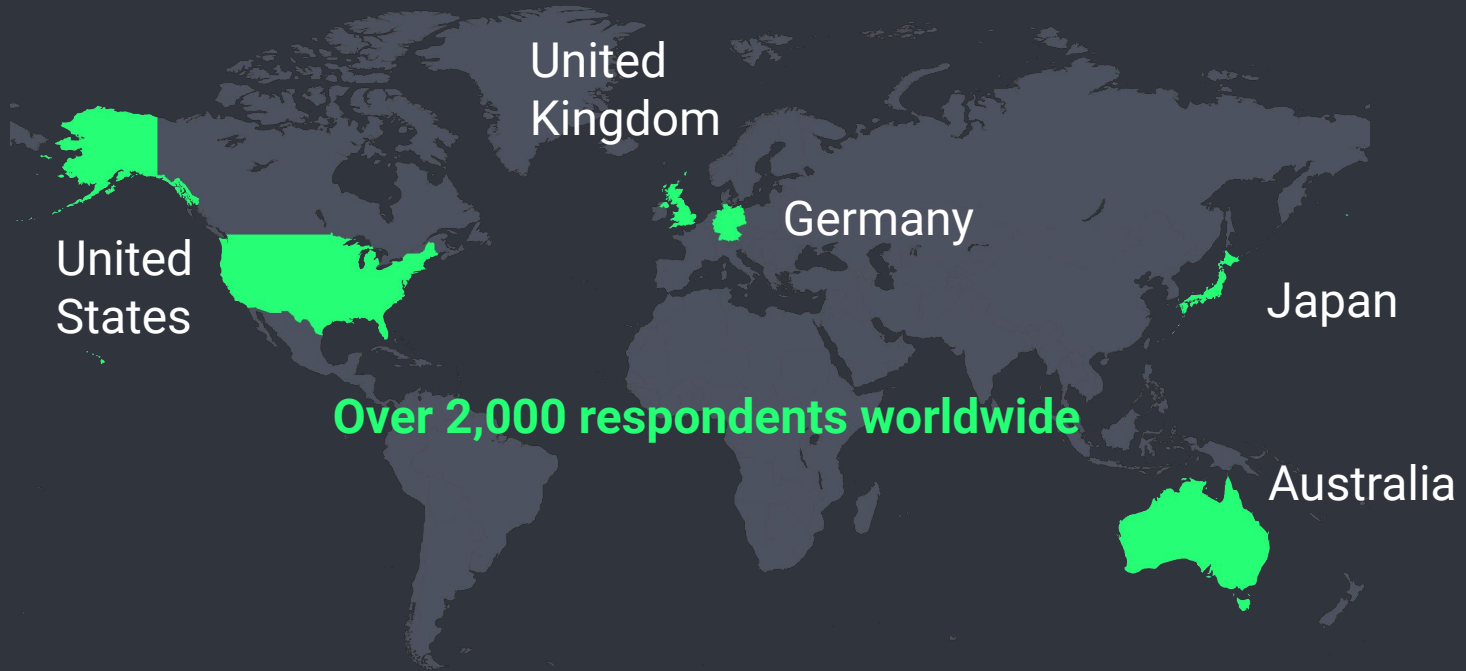 United
Kingdom
Germany
United
States
Japan
Over 2,000 respondents worldwide
Australia